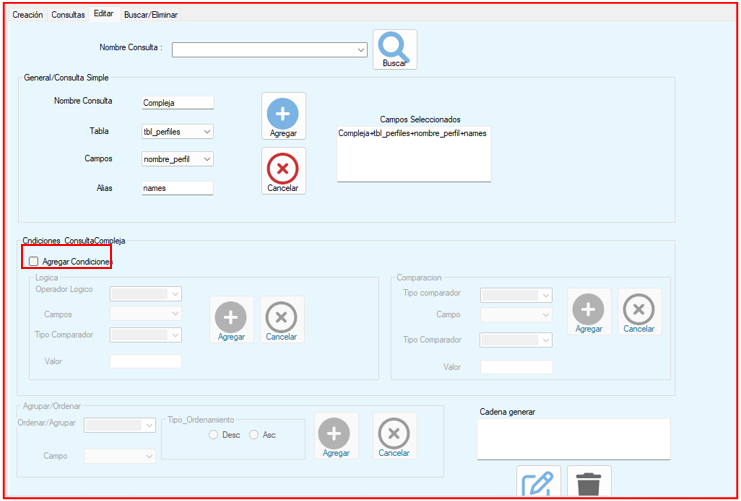 Creación Consultas Editar Buscar/Eliminar
Nombre Consulta :
Buscar
General/Consulta Simple
Nombre Consulta Compleja
Tabla tbl_perfiles
Campos nombre_perfil
Alias names
Agregar
Cancelar
Campos Seleccionados
Compleja+tbl_perfiles+nombre_perfil+names
Cndiciones ConsultaCompleja
Agregar Condiciones
Logica
Operador Logico
Campos
Tipo Comparador
Valor
Agregar Cancelar
Comparacion
Tipo comparador
Campo
Tipo Comparador
Valor
Agregar Cancelar
Agrupar/Ordenar
Ordenar/Agrupar
Campo
Tipo_Ordenamiento
Desc Asc
Agregar Cancelar
Cadena generar